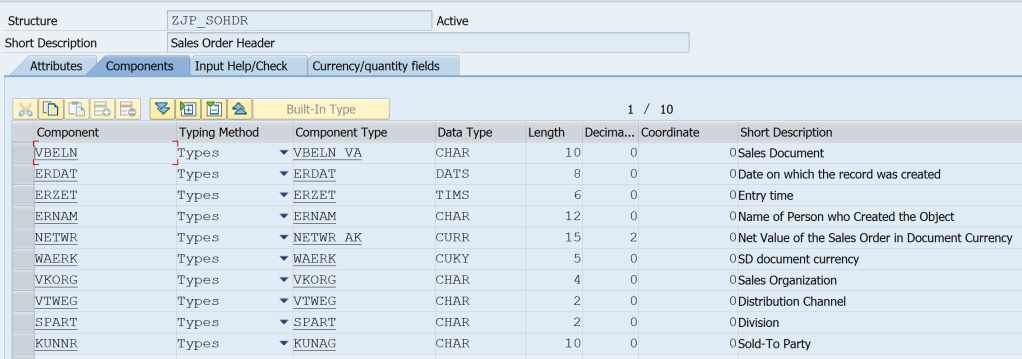 Structure ZJP_SOHDR Active
Short Description Sales Order Header
Attributes Components Input Help/Check Currency/quantity fields
Built-In Type 1 / 10
Component Typing Method Component Type Data Type Length Decima... Coordinate Short Description
VBELN Types VBELN_VA CHAR 10 0 0 Sales Document
ERDAT Types ERDAT DATS 8 0 0 Date on which the record was created
ERZET Types ERZET TIMS 6 0 0 Entry time
ERNAM Types ERNAM CHAR 12 0 0 Name of Person who Created the Object
NETWR Types NETWR_AK CURR 15 2 0 Net Value of the Sales Order in Document Currency
WAERK Types WAERK CUKY 5 0 0 SD document currency
VKORG Types VKORG CHAR 4 0 0 Sales Organization
VTWEG Types VTWEG CHAR 2 0 0 Distribution Channel
SPART Types SPART CHAR 2 0 0 Division
KUNNR Types KUNAG CHAR 10 0 0 Sold-To Party